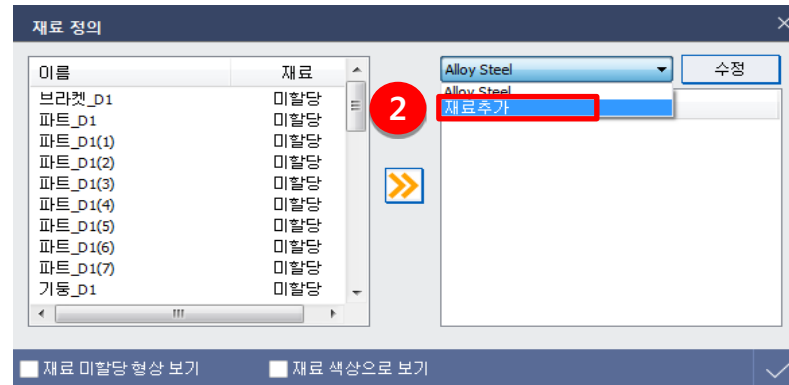 재료 정의
이름 재료
브라켓_D1 미할당
파트_D1 미할당
파트_D1(1) 미할당
파트_D1(2) 미할당
파트_D1(3) 미할당
파트_D1(4) 미할당
파트_D1(5) 미할당
파트_D1(6) 미할당
파트_D1(7) 미할당
기둥_D1 미할당
2
Alloy Steel 수정
Alloy Steel
재료추가
재료 미할당 형상 보기 재료 색상으로 보기